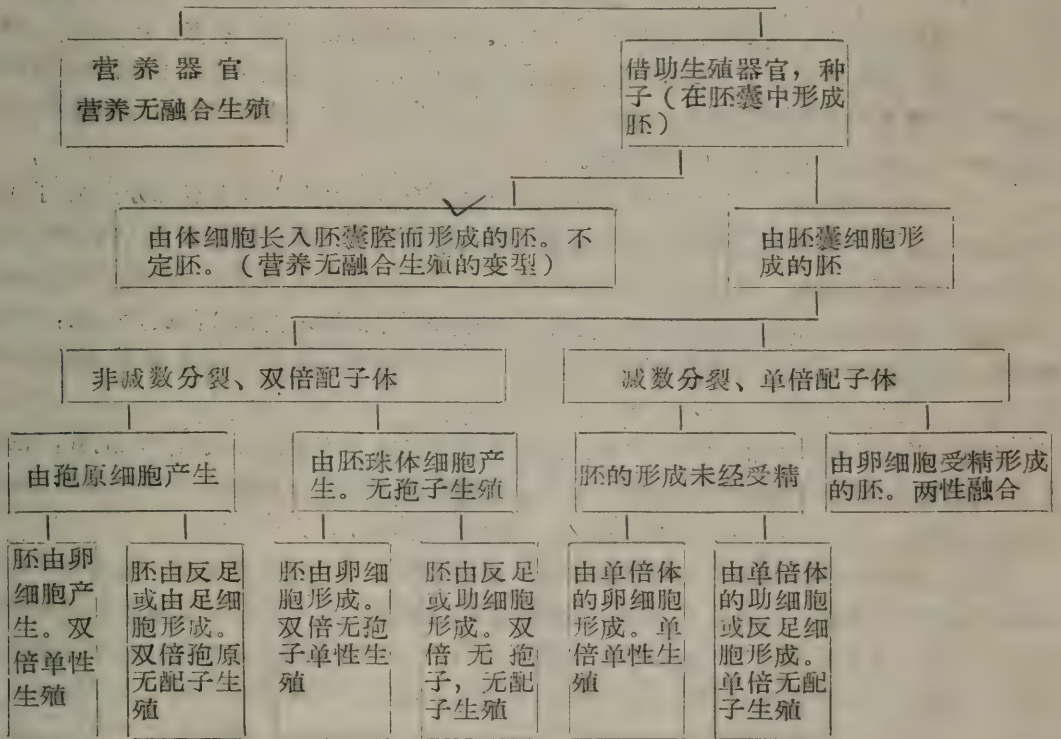 营养器官
营养无融合生殖
借助生殖器官，种
子（在胚囊中形成
胚）
由体细胞长入胚囊腔而形成的胚。不
定胚。（营养无融合生殖的变型）
由胚囊细胞形
成的胚
非减数分裂、双倍配子体
减数分裂、单倍配子体
由孢原细胞产生
由胚珠体细胞产
生。无孢子生殖
胚的形成未经受精
由卵细胞受精形成
的胚。两性融合
胚由卵
细胞产
生。双
倍单性
生殖
胚由反足
或由足细
胞形成。
双倍孢原
无配子生
殖
胚由卵细
胞形成。
双倍无孢
子单性生
殖
胚由反足
或助细胞
形成。双
倍无孢
子，无配
子生殖
由单倍体
的卵细胞
形成。单
倍单性生
殖
由单倍体
的助细胞
或反足细
胞形成。
单倍无配
子生殖